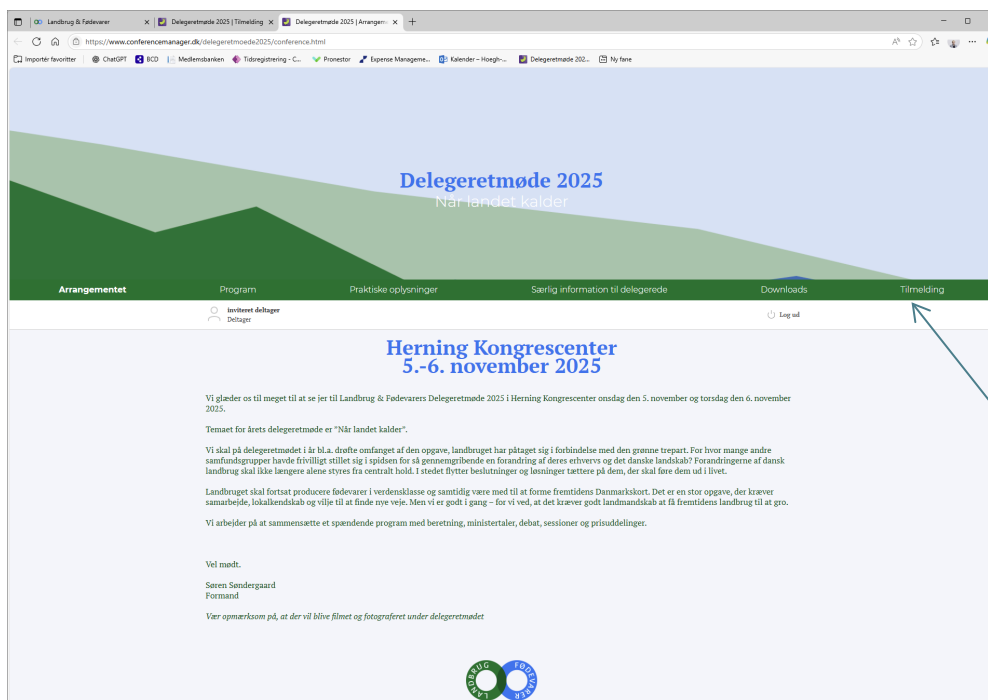 Landbrug & Fødevarer
Delegeretmøde 2025 | Tilmelding
Delegeretmøde 2025 | Arrangem
https://www.conferencemanager.dk/delegeretmoede2025/conference.html
Importér favoritter
ChatGPT
BCD
Medlemsbanken
Tidsregistrering - C...
Pronestor
Expense Manageme...
Kalender – Hoegh-...
Delegeretmøde 202...
Ny fane
Delegeretmøde 2025
Når landet kalder
Arrangementet
Program
Praktiske oplysninger
Særlig information til delegerede
Downloads
Tilmelding
inviteret deltager
Deltager
Log ud
Herning Kongrescenter
5.-6. november 2025
Vi glæder os til meget til at se jer til Landbrug & Fødevarers Delegeretmøde 2025 i Herning Kongrescenter onsdag den 5. november og torsdag den 6. november
2025.
Temaet for årets delegeretmøde er "Når landet kalder".
Vi skal på delegeretmødet i år bl.a. drøfte omfanget af den opgave, landbruget har påtaget sig i forbindelse med den grønne trepart. For hvor mange andre
samfundsgrupper havde frivilligt stillet sig i spidsen for så gennemgribende en forandring af deres erhvervs og det danske landskab? Forandringerne af dansk
landbrug skal ikke længere alene styres fra centralt hold. I stedet flytter beslutninger og løsninger tættere på dem, der skal føre dem ud i livet.
Landbruget skal fortsat producere fødevarer i verdensklasse og samtidig være med til at forme fremtidens Danmarkskort. Det er en stor opgave, der kræver
samarbejde, lokalkendskab og vilje til at finde nye veje. Men vi er godt i gang – for vi ved, at det kræver godt landmandskab at få fremtidens landbrug til at gro.
Vi arbejder på at sammensætte et spændende program med beretning, ministertaler, debat, sessioner og prisuddelinger.
Vel mødt.
Søren Søndergaard
Formand
Vær opmærksom på, at der vil blive filmet og fotograferet under delegeretmødet
LANDBRUG
FØDEVARER